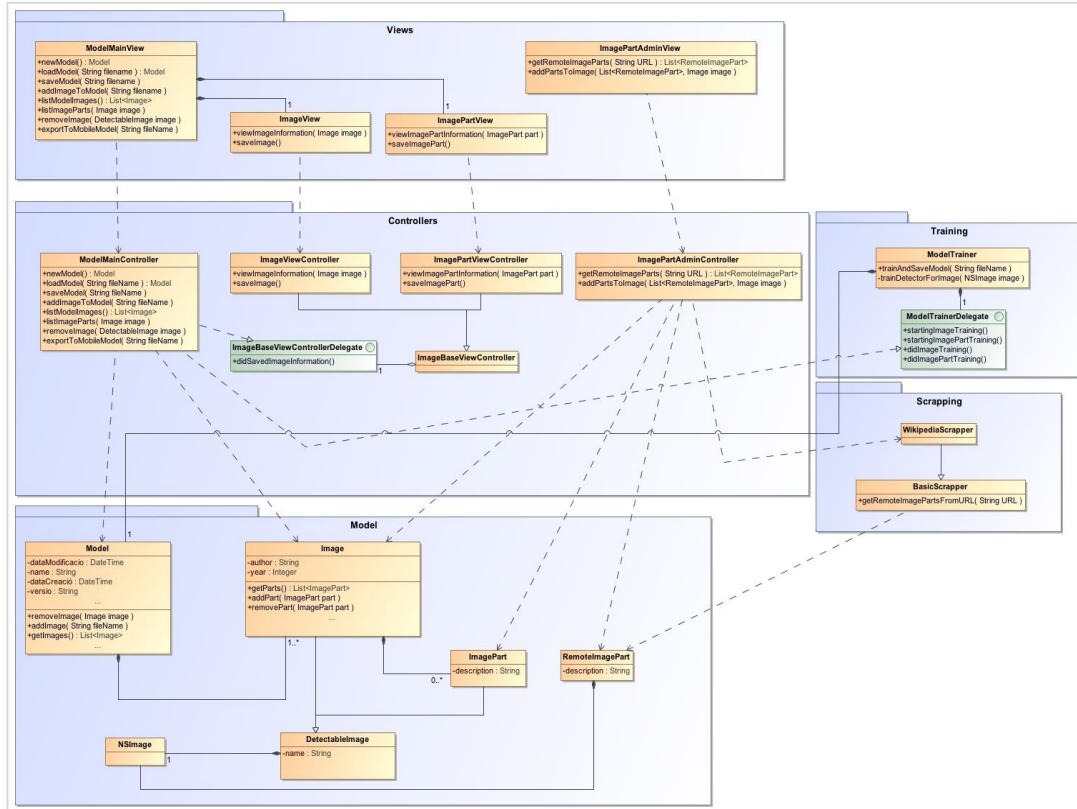 Views
ModelMainView
+newModel() : Model
+loadModel( String filename ) : Model
+saveModel( String filename )
+addImageToModel( String filename )
+listModelImages() : List<Image>
+listImageParts( Image image )
+removeImage( DetectableImage image )
+exportToMobileModel( String fileName )
ImagePartAdminView
+getRemoteImageParts( String URL ) : List<RemoteImagePart>
+addPartsToImage( List<RemoteImagePart>, Image image )
1
1
ImageView
+viewImageInformation( Image image )
+saveImage()
ImagePartView
+viewImagePartInformation( ImagePart part )
+saveImagePart()
Controllers
ModelMainController
+newModel() : Model
+loadModel( String fileName ) : Model
+saveModel( String fileName )
+addImageToModel( String fileName )
+listModelImages() : List<Image>
+listImageParts( Image image )
+removeImage( DetectableImage image )
+exportToMobileModel( String fileName )
ImageViewController
+viewImageInformation( Image image )
+saveImage()
ImagePartViewController
+viewImagePartInformation( ImagePart part )
+saveImagePart()
ImagePartAdminController
+getRemoteImageParts( String URL ) : List<RemoteImagePart>
+addPartsToImage( List<RemoteImagePart>, Image image )
ImageBaseViewControllerDelegate
+didSavedImageInformation()
1
ImageBaseViewController
Training
ModelTrainer
+trainAndSaveModel( String fileName )
-trainDetectorForImage( NSImage image )
1
ModelTrainerDelegate
+startingImageTraining()
+startingImagePartTraining()
+didImageTraining()
+didImagePartTraining()
Scrapping
WikipediaScrapper
BasicScrapper
+getRemoteImagePartsFromURL( String URL )
Model
1
Model
-dataModificacio : DateTime
-name : String
-dataCreació : DateTime
-versio : String
...
+removeImage( Image image )
+addImage( String fileName )
+getImages() : List<Image>
...
Image
-author : String
-year : Integer
+getParts() : List<ImagePart>
+addPart( ImagePart part )
+removePart( ImagePart part )
...
1..*
0..*
ImagePart
-description : String
RemoteImagePart
-description : String
NSImage
1
DetectableImage
-name : String